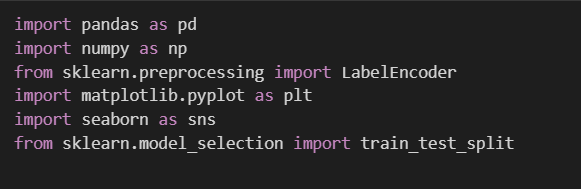 import pandas as pd
import numpy as np
from sklearn.preprocessing import LabelEncoder
import matplotlib.pyplot as plt
import seaborn as sns
from sklearn.model_selection import train_test_split